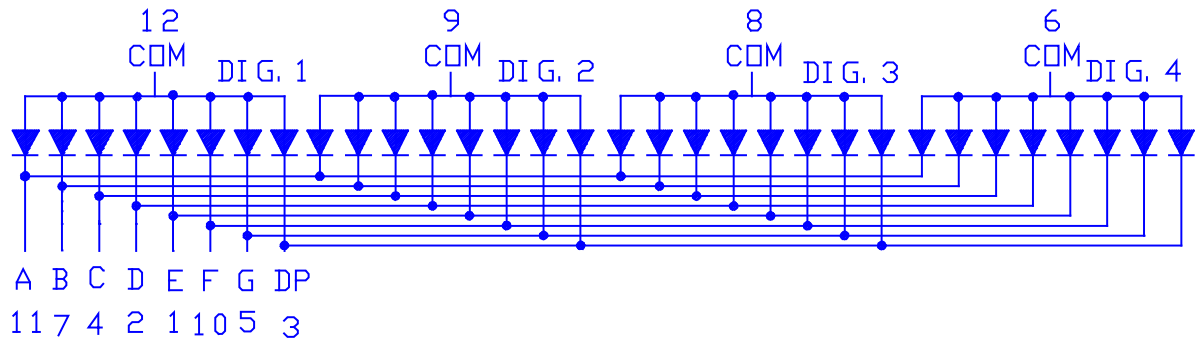 12 9 8 6
COM DIG. 1 COM DIG. 2 COM DIG. 3 COM DIG. 4
A B C D E F G DP
11 7 4 2 1 10 5 3